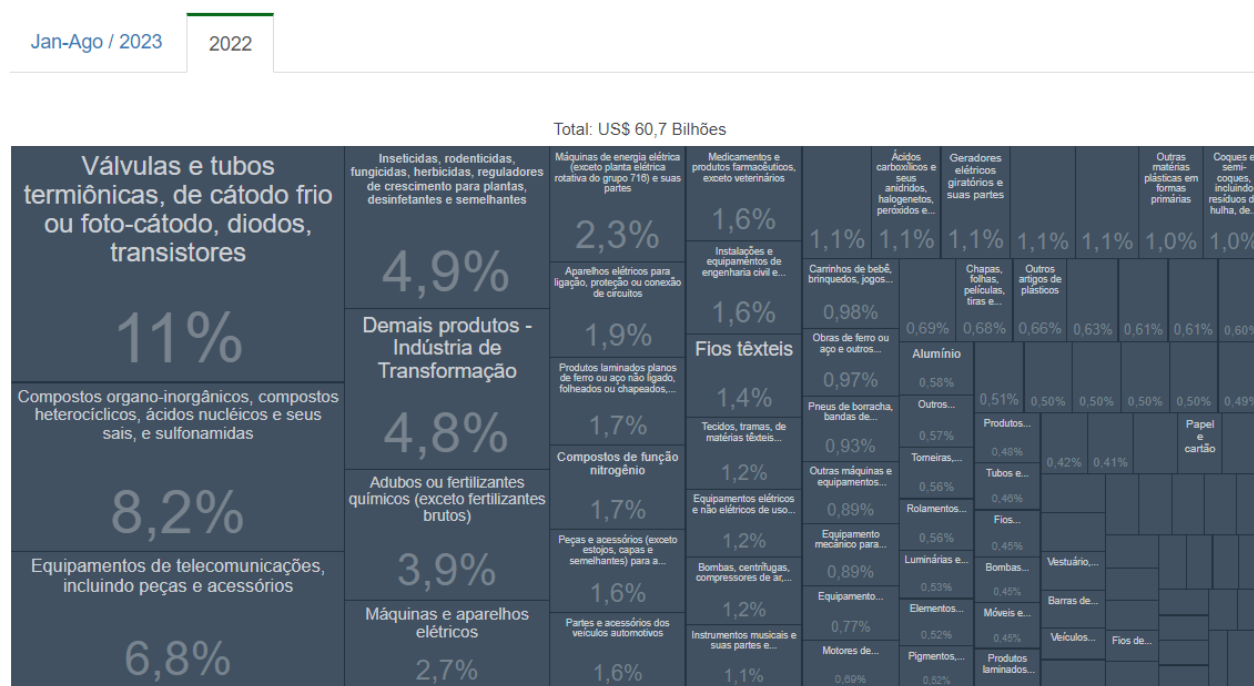 Jan-Ago / 2023
2022
Total: US$ 60,7 Bilhões
Válvulas e tubos
termiônicas, de cátodo frio
ou foto-cátodo, diodos,
transistores
11%
Compostos organo-inorgânicos, compostos
heterocíclicos, ácidos nucléicos e seus
sais, e sulfonamidas
8,2%
Equipamentos de telecomunicações,
incluindo peças e acessórios
6,8%
Inseticidas, rodenticidas,
fungicidas, herbicidas, reguladores
de crescimento para plantas,
desinfetantes e semelhantes
4,9%
Demais produtos -
Indústria de
Transformação
4,8%
Adubos ou fertilizantes
químicos (exceto fertilizantes
brutos)
3,9%
Máquinas e aparelhos
elétricos
2,7%
Máquinas de energia elétrica
(exceto planta elétrica
rotativa do grupo 716) e suas
partes
2,3%
Aparelhos elétricos para
ligação, proteção ou conexão
de circuitos
1,9%
Produtos laminados planos
de ferro ou aço não ligado,
folheados ou chapeados,...
1,7%
Compostos de função
nitrogênio
1,7%
Peças e acessórios (exceto
estojos, capas e
semelhantes) para a...
1,6%
Partes e acessórios dos
veículos automotivos
1,6%
Medicamentos e
produtos farmacêuticos,
exceto veterinários
1,6%
Instalações e
equipamentos de
engenharia civil e...
1,6%
Fios têxteis
1,4%
Tecidos, tramas, de
matérias têxteis...
1,2%
Equipamentos elétricos
e não elétricos de uso...
1,2%
Bombas, centrífugas,
compressores de ar,...
1,2%
Instrumentos musicais e
suas partes e...
1,1%
1,1%
Ácidos
carboxílicos e
seus
anidridos,
halogenetos,
peróxidos e...
1,1%
Geradores
elétricos
giratórios e
suas partes
1,1%
1,1%
1,1%
Outras
matérias
plásticas em
formas
primárias
1,0%
Coques e
semi-
coques,
incluindo
resíduos d
hulha, de...
1,0%
Carrinhos de bebê,
brinquedos, jogos...
0,98%
Obras de ferro ou
aço e outros...
0,97%
Pneus de borracha,
bandas de...
0,93%
Outras máquinas e
equipamentos...
0,89%
Equipamento
mecânico para...
0,89%
Equipamento...
0,77%
Motores de...
0,69%
0,69%
Chapas,
folhas,
películas,
tiras e...
0,68%
Outros
artigos de
plásticos
0,66%
0,63%
0,61%
0,61%
0,60%
Alumínio
0,58%
Outros...
0,57%
Torneiras,...
0,56%
Rolamentos...
0,56%
Luminárias e...
0,53%
Elementos...
0,52%
Pigmentos,...
0,52%
0,51%
0,50%
0,50%
0,50%
0,50%
0,49%
Produtos...
0,48%
Tubos e...
0,46%
Fios...
0,45%
Bombas...
0,45%
Móveis e...
0,45%
Produtos
laminados...
0,42%
0,41%
Papel
e
cartão
Vestuário,...
Barras de...
Veículos...
Fios de...